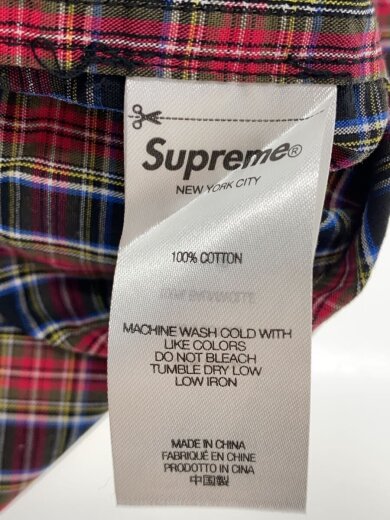 Supreme®
NEW YORK CITY
100% COTTON
MACHINE WASH COLD WITH
LIKE COLORS
DO NOT BLEACH
TUMBLE DRY LOW
LOW IRON
MADE IN CHINA
FABRIQUÉ EN CHINE
PRODOTTO IN CINA
中国製